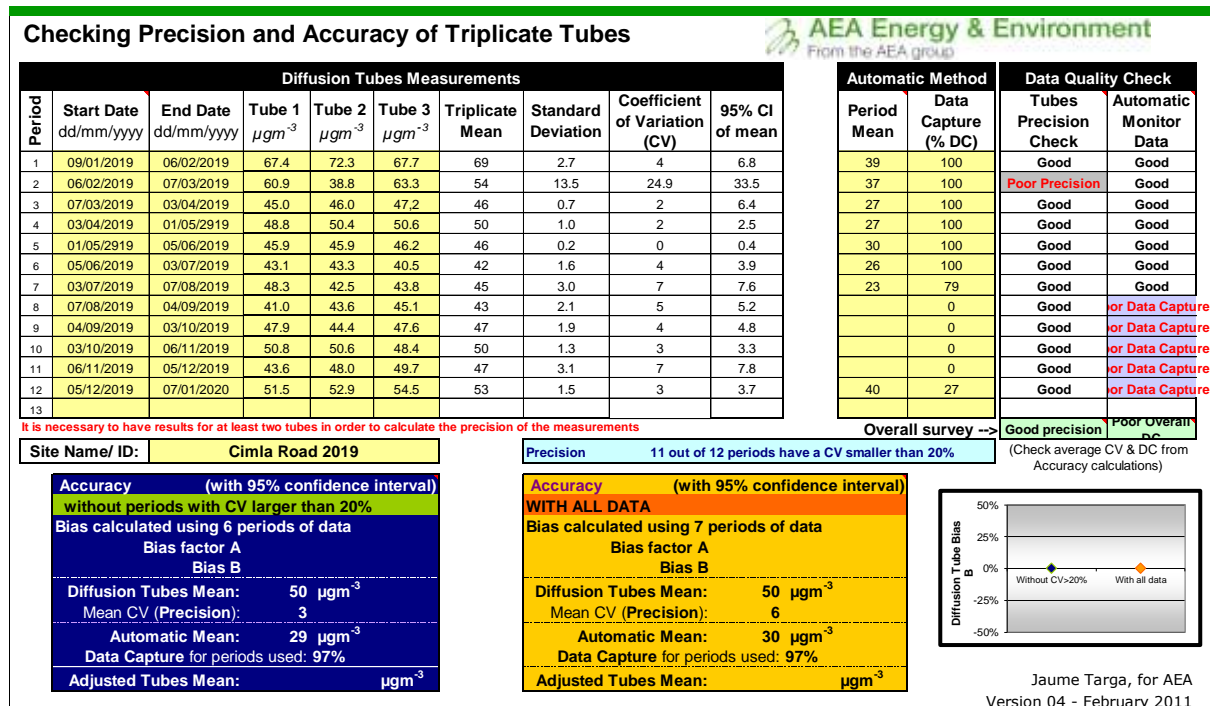 Checking Precision and Accuracy of Triplicate Tubes
AEA Energy & Environment
From the AEA group
Diffusion Tubes Measurements
Automatic Method
Data Quality Check
Period Start Date dd/mm/yyyy End Date dd/mm/yyyy Tube 1 µgm-3 Tube 2 µgm-3 Tube 3 µgm-3 Triplicate Mean Standard Deviation Coefficient of Variation (CV) 95% CI of mean Period Mean Data Capture (% DC) Tubes Precision Check Automatic Monitor Data
1 09/01/2019 06/02/2019 67.4 72.3 67.7 69 2.7 4 6.8 39 100 Good Good
2 06/02/2019 07/03/2019 60.9 38.8 63.3 54 13.5 24.9 33.5 37 100 Poor Precision Good
3 07/03/2019 03/04/2019 45.0 46.0 47,2 46 0.7 2 6.4 27 100 Good Good
4 03/04/2019 01/05/2919 48.8 50.4 50.6 50 1.0 2 2.5 27 100 Good Good
5 01/05/2919 05/06/2019 45.9 45.9 46.2 46 0.2 0 0.4 30 100 Good Good
6 05/06/2019 03/07/2019 43.1 43.3 40.5 42 1.6 4 3.9 26 100 Good Good
7 03/07/2019 07/08/2019 48.3 42.5 43.8 45 3.0 7 7.6 23 79 Good Good
8 07/08/2019 04/09/2019 41.0 43.6 45.1 43 2.1 5 5.2 0 Good or Data Capture
9 04/09/2019 03/10/2019 47.9 44.4 47.6 47 1.9 4 4.8 0 Good or Data Capture
10 03/10/2019 06/11/2019 50.8 50.6 48.4 50 1.3 3 3.3 0 Good or Data Capture
11 06/11/2019 05/12/2019 43.6 48.0 49.7 47 3.1 7 7.8 0 Good or Data Capture
12 05/12/2019 07/01/2020 51.5 52.9 54.5 53 1.5 3 3.7 40 27 Good or Data Capture
13
It is necessary to have results for at least two tubes in order to calculate the precision of the measurements
Overall survey --> Good precision Poor Overall
Site Name/ ID: Cimla Road 2019
Precision 11 out of 12 periods have a CV smaller than 20%
(Check average CV & DC from Accuracy calculations)
Accuracy (with 95% confidence interval)
without periods with CV larger than 20%
Bias calculated using 6 periods of data
Bias factor A
Bias B
Diffusion Tubes Mean: 50 µgm-3
Mean CV (Precision): 3
Automatic Mean: 29 µgm-3
Data Capture for periods used: 97%
Adjusted Tubes Mean: µgm-3
Accuracy (with 95% confidence interval)
WITH ALL DATA
Bias calculated using 7 periods of data
Bias factor A
Bias B
Diffusion Tubes Mean: 50 µgm-3
Mean CV (Precision): 6
Automatic Mean: 30 µgm-3
Data Capture for periods used: 97%
Adjusted Tubes Mean: µgm-3
Diffusion Tube Bias B
50%
25%
0%
-25%
-50%
Without CV>20% With all data
Jaume Targa, for AEA
Version 04 - February 2011